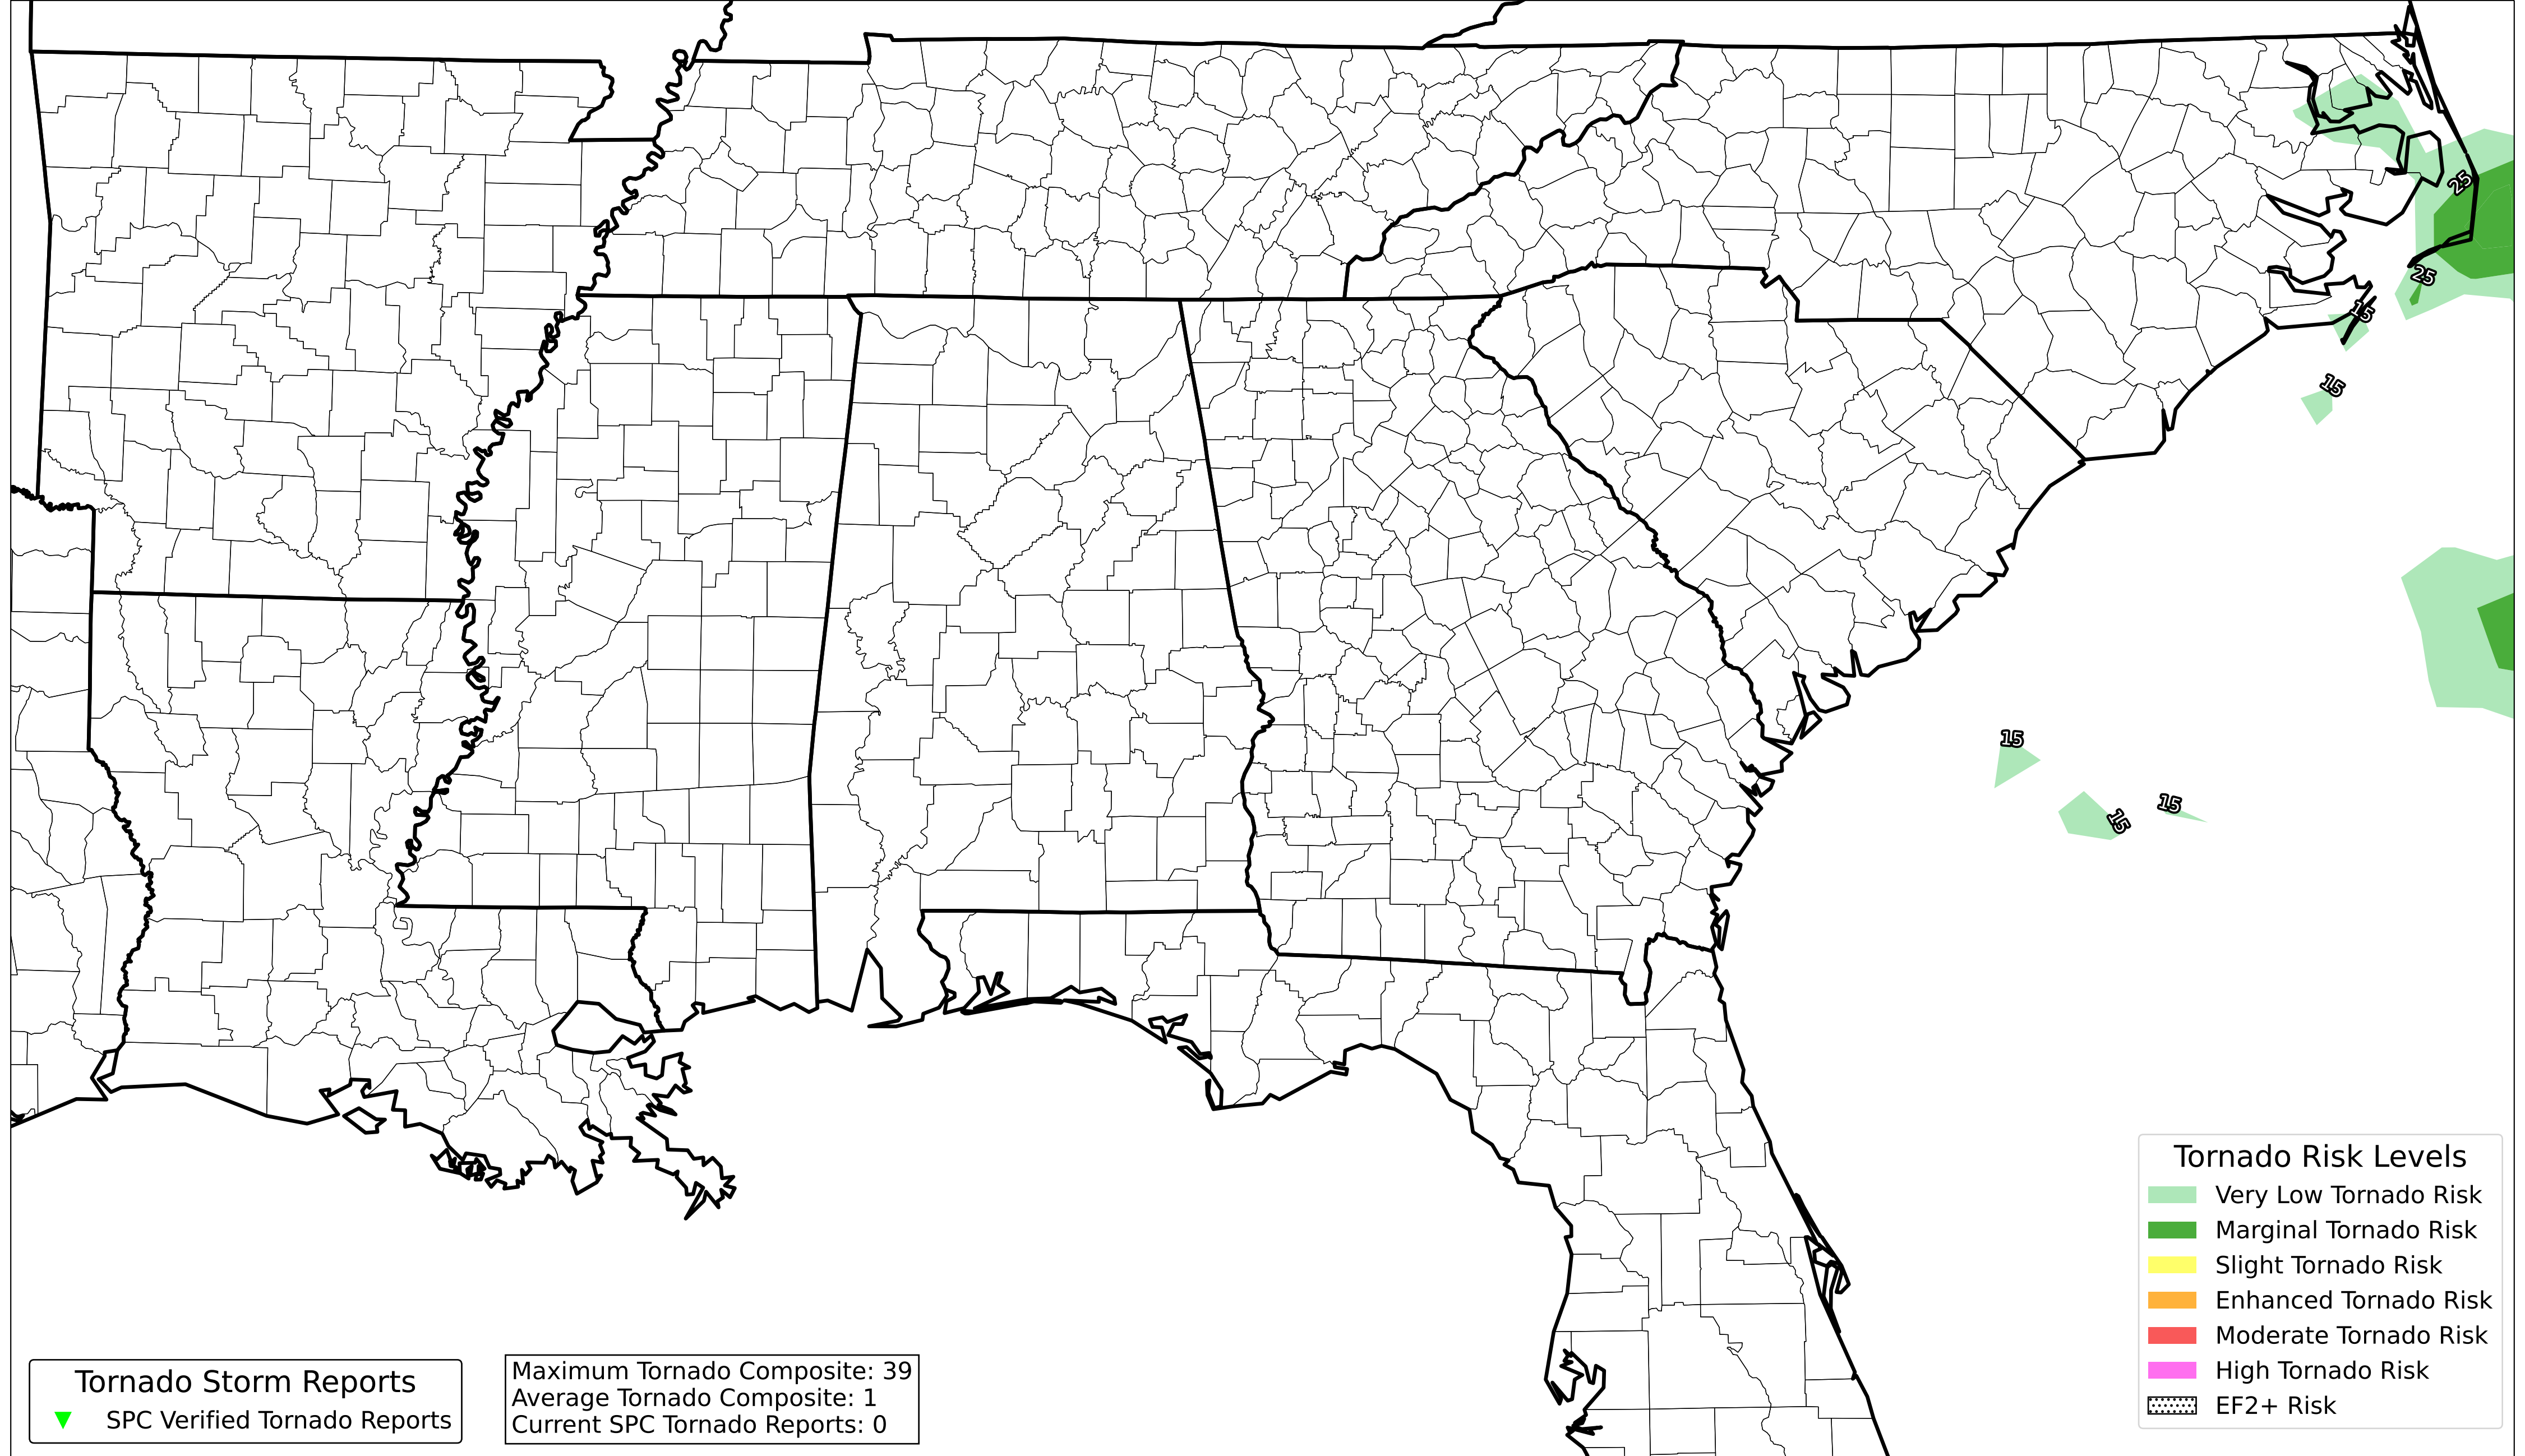 25
25
15
15
15
15
15
Tornado Risk Levels
Very Low Tornado Risk
Marginal Tornado Risk
Slight Tornado Risk
Enhanced Tornado Risk
Moderate Tornado Risk
High Tornado Risk
EF2+ Risk
Tornado Storm Reports
SPC Verified Tornado Reports
Maximum Tornado Composite: 39
Average Tornado Composite: 1
Current SPC Tornado Reports: 0